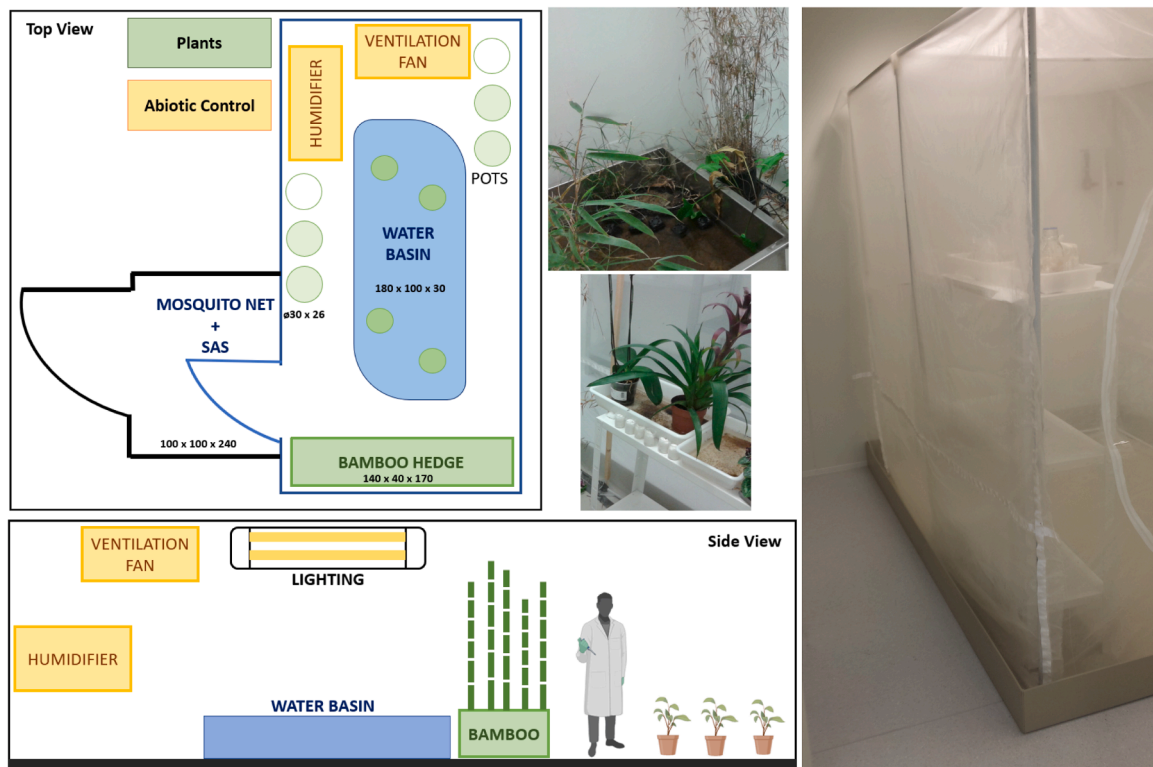 Top View
Plants
Abiotic Control
HUMIDIFIER
VENTILATION
FAN
POTS
WATER
BASIN
180 x 100 x 30
MOSQUITO NET
+
SAS
ø30 x 26
100 x 100 x 240
BAMBOO HEDGE
140 x 40 x 170
Side View
VENTILATION
FAN
LIGHTING
HUMIDIFIER
WATER BASIN
BAMBOO